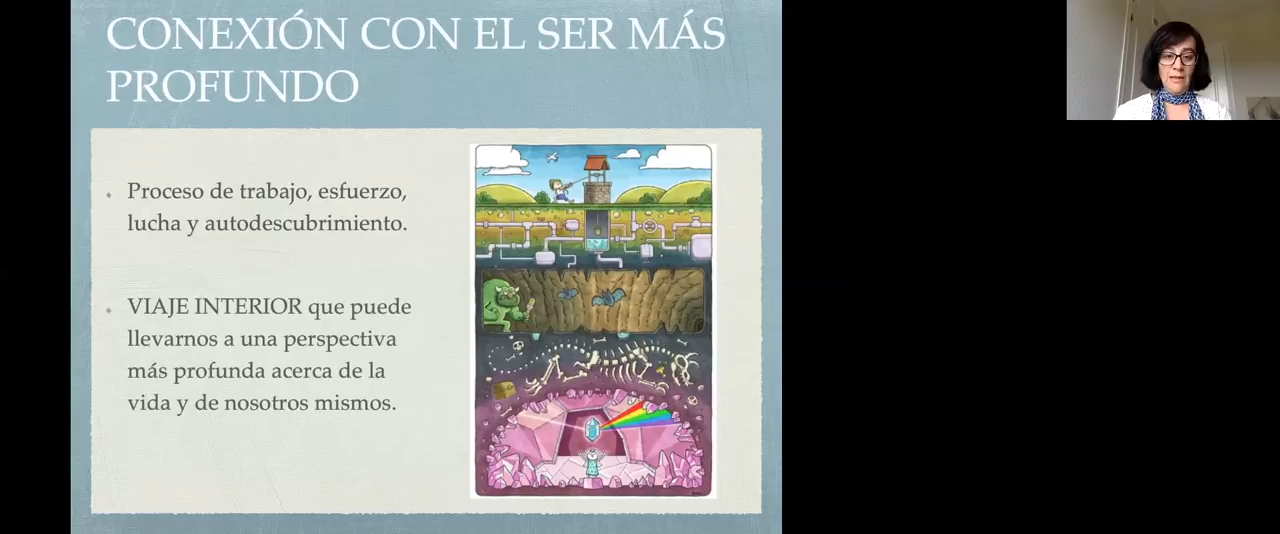 CONEXIÓN CON EL SER MÁS
PROFUNDO
Proceso de trabajo, esfuerzo,
lucha y autodescubrimiento.
VIAJE INTERIOR que puede
llevarnos a una perspectiva
más profunda acerca de la
vida y de nosotros mismos.